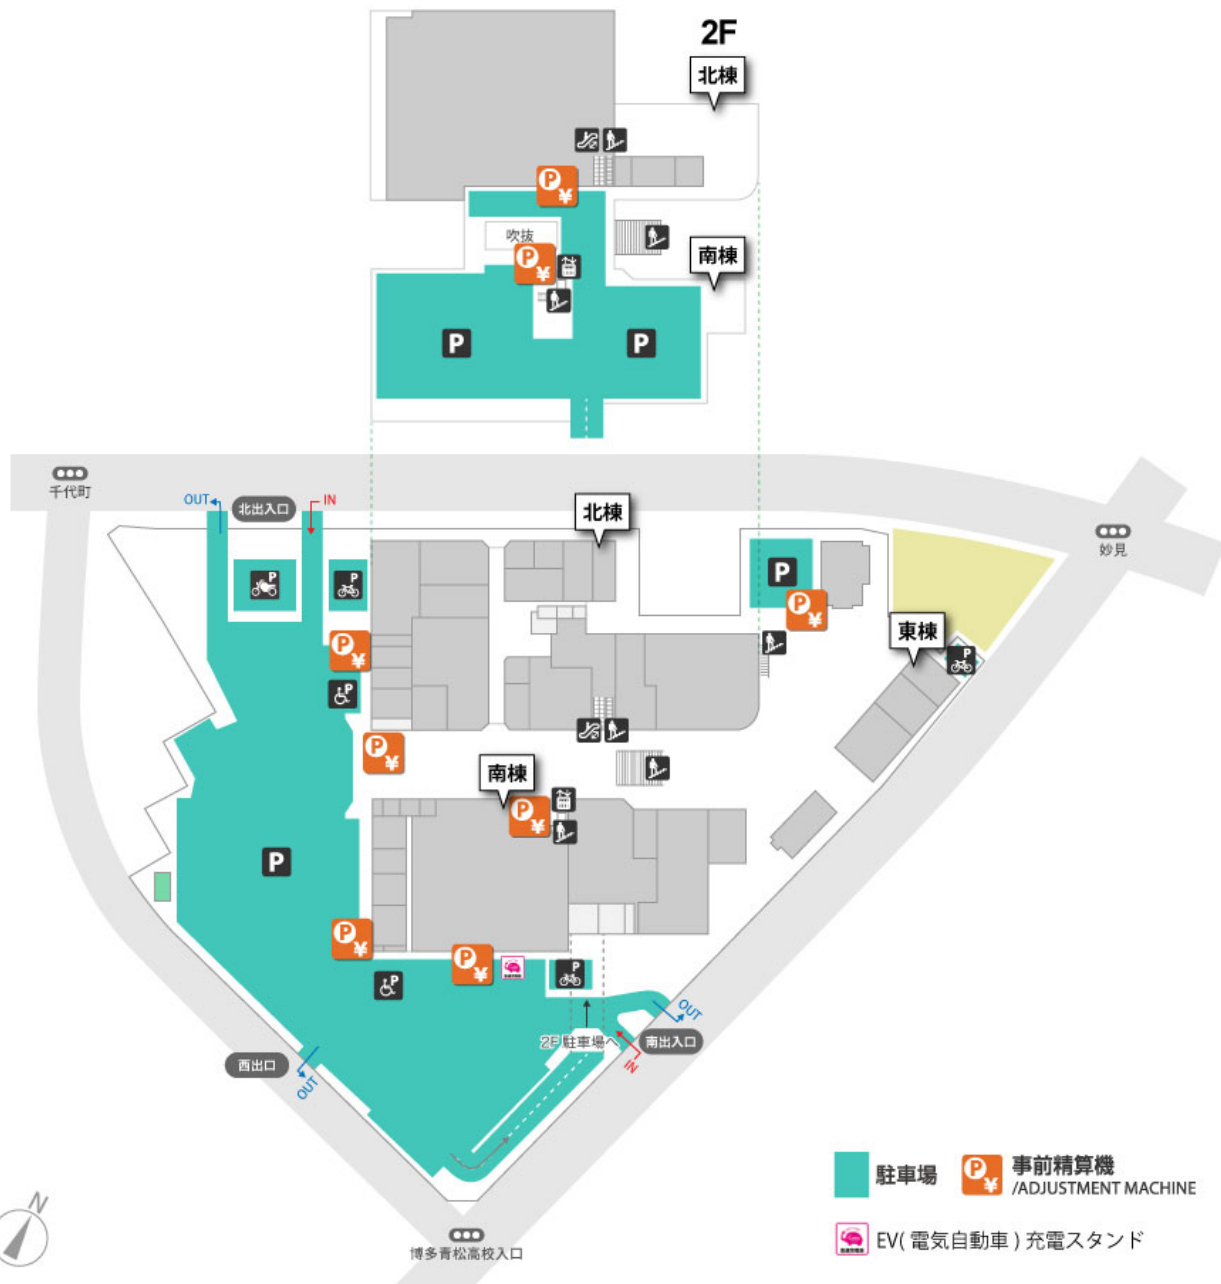 2F
北棟
P
¥
吹抜
P
¥
南棟
P
P
千代町
OUT
北出入口
IN
北棟
妙見
P
P
P
P
¥
東棟
P
P
¥
P
P
¥
南棟
P
¥
P
P
¥
P
¥
P
P
OUT
2F 駐車場へ
南出入口
IN
西出口
OUT
駐車場
P
¥
事前精算機
/ADJUSTMENT MACHINE
N
博多青松高校入口
EV( 電気自動車 ) 充電スタンド